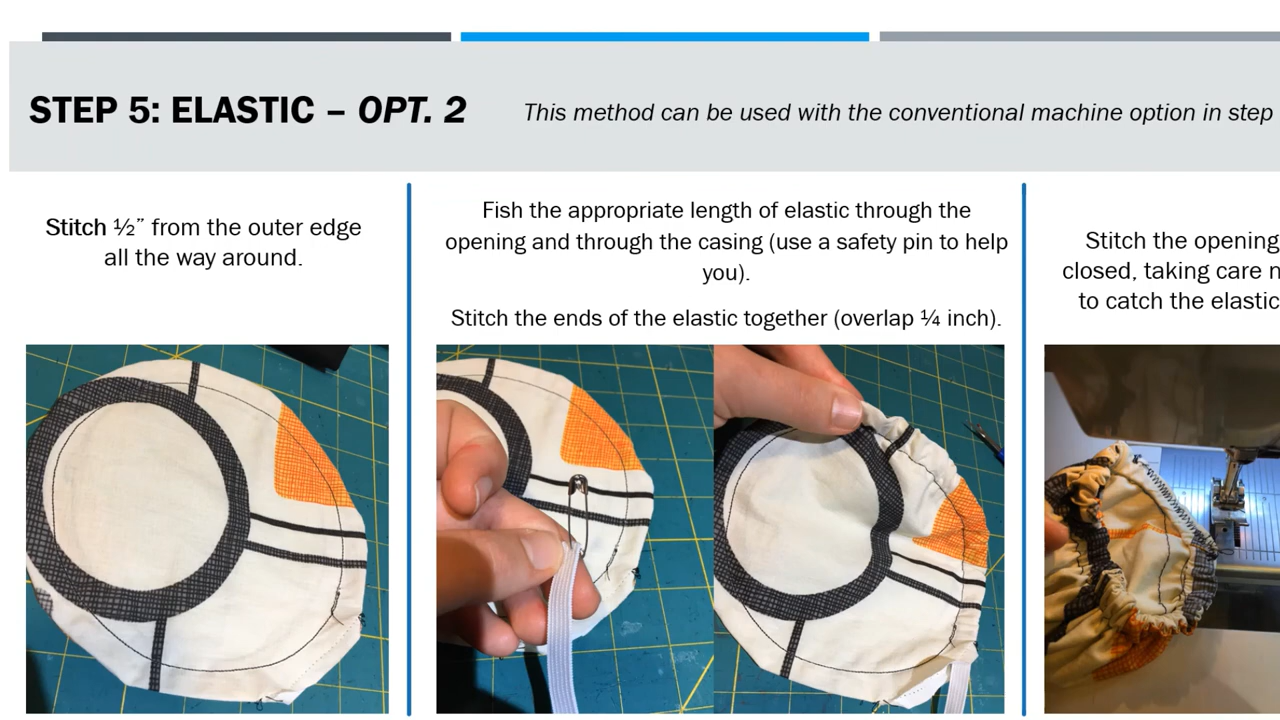 STEP 5: ELASTIC – OPT. 2
This method can be used with the conventional machine option in step
Stitch ½” from the outer edge
all the way around.
Fish the appropriate length of elastic through the
opening and through the casing (use a safety pin to help
you).
Stitch the ends of the elastic together (overlap ¼ inch).
Stitch the opening
closed, taking care n
to catch the elastic